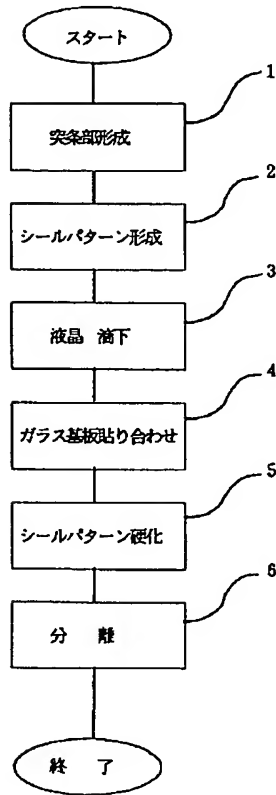 スタート
1
突条部形成
2
シールパターン形成
3
液晶 滴下
4
ガラス基板貼り合わせ
5
シールパターン硬化
6
分離
終了